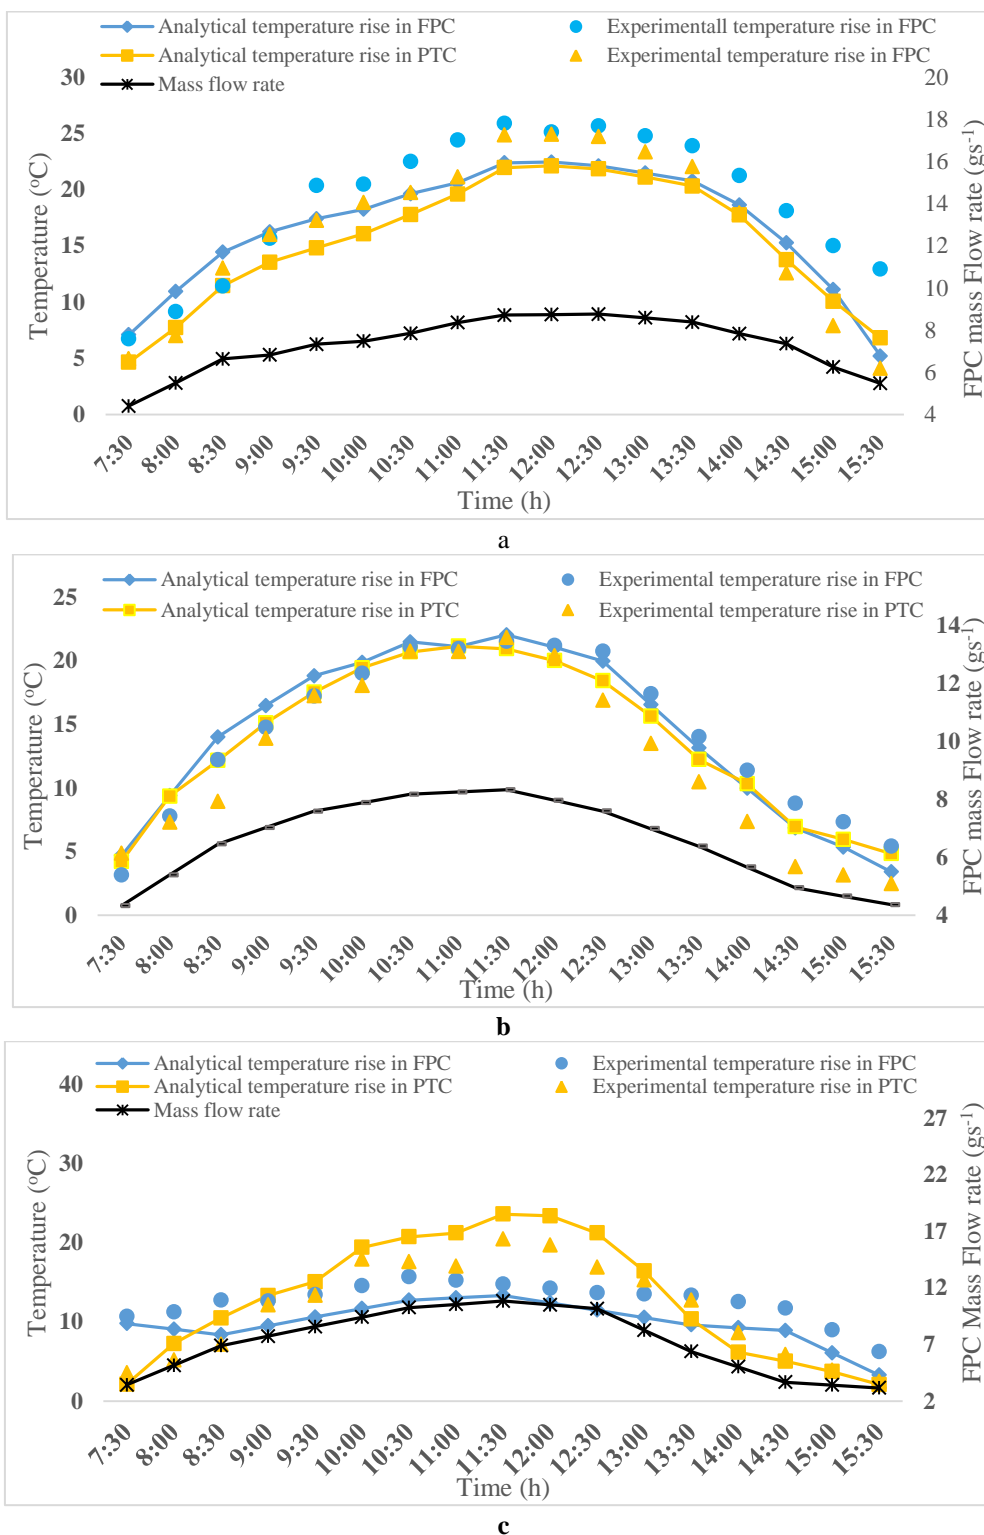 Analytical temperature rise in FPC
Experimentall temperature rise in FPC
Analytical temperature rise in PTC
Experimental temperature rise in FPC
Mass flow rate
30
25
20
15
10
5
0
Temperature (°C)
20
18
16
14
12
10
8
6
4
FPC mass Flow rate (gs⁻¹)
7:30 8:00 8:30 9:00 9:30 10:00 10:30 11:00 11:30 12:00 12:30 13:00 13:30 14:00 14:30 15:00 15:30
Time (h)
a
Analytical temperature rise in FPC
Experimental temperature rise in FPC
Analytical temperature rise in PTC
Experimental temperature rise in PTC
25
20
15
10
5
0
Temperature (°C)
14
12
10
8
6
4
FPC mass Flow rate (gs⁻¹)
7:30 8:00 8:30 9:00 9:30 10:00 10:30 11:00 11:30 12:00 12:30 13:00 13:30 14:00 14:30 15:00 15:30
Time (h)
b
Analytical temperature rise in FPC
Experimental temperature rise in FPC
Analytical temperature rise in PTC
Experimental temperature rise in PTC
Mass flow rate
40
30
20
10
0
Temperature (°C)
27
22
17
12
7
2
FPC Mass Flow rate (gs⁻¹)
7:30 8:00 8:30 9:00 9:30 10:00 10:30 11:00 11:30 12:00 12:30 13:00 13:30 14:00 14:30 15:00 15:30
Time (h)
c